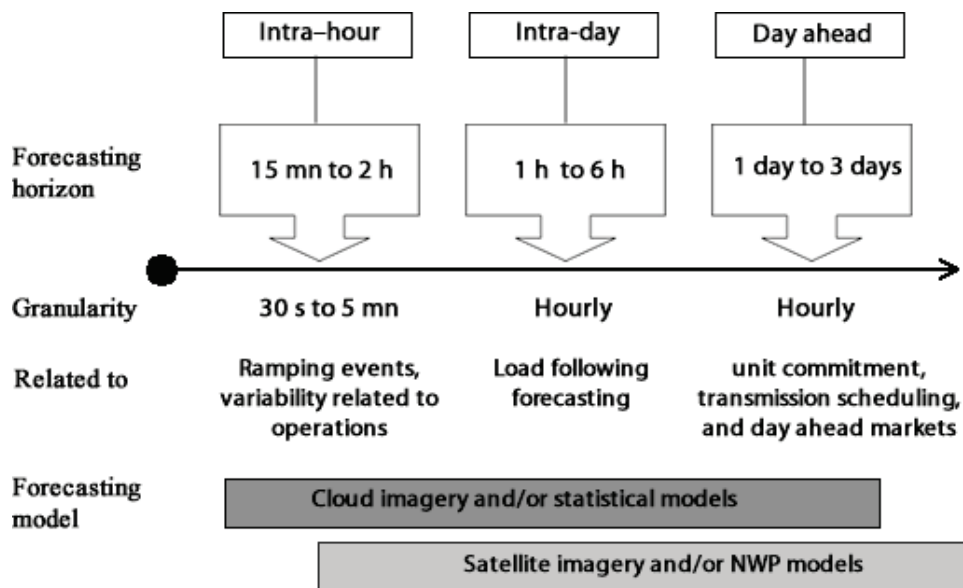 Intra–hour
Intra-day
Day ahead
Forecasting
horizon
15 mn to 2 h
1 h to 6 h
1 day to 3 days
Granularity
30 s to 5 mn
Hourly
Hourly
Related to
Ramping events,
variability related to
operations
Load following
forecasting
unit commitment,
transmission scheduling,
and day ahead markets
Forecasting
model
Cloud imagery and/or statistical models
Satellite imagery and/or NWP models